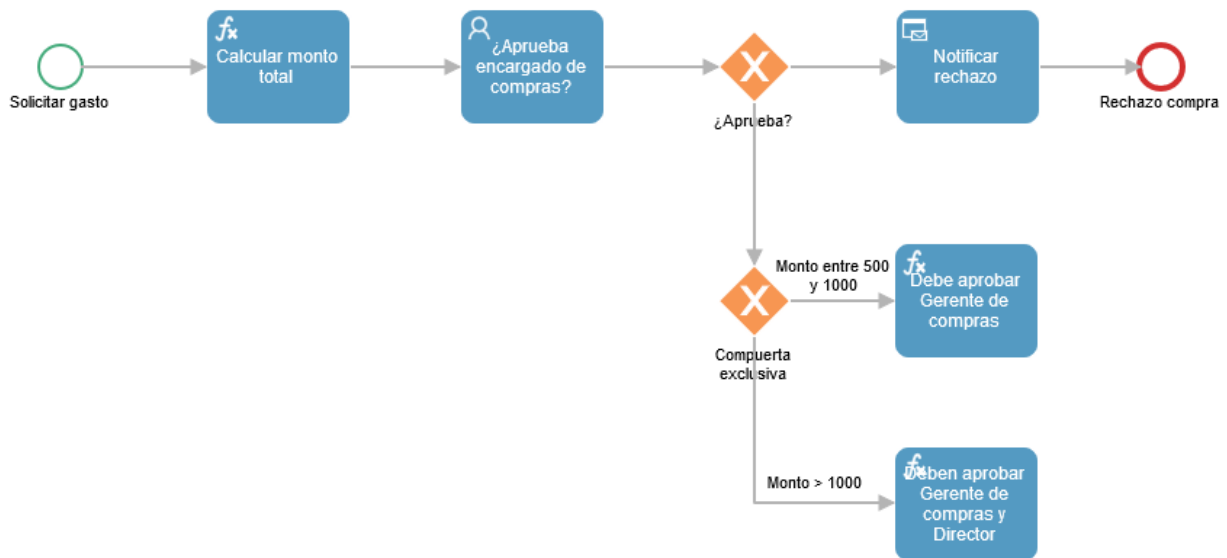 Solicitar gasto
Calcular monto
total
¿Aprueba
encargado de
compras?
¿Aprueba?
Notificar
rechazo
Rechazo compra
Monto entre 500
y 1000
Debe aprobar
Gerente de
compras
Compuerta
exclusiva
Monto > 1000
Deben aprobar
Gerente de
compras y
Director